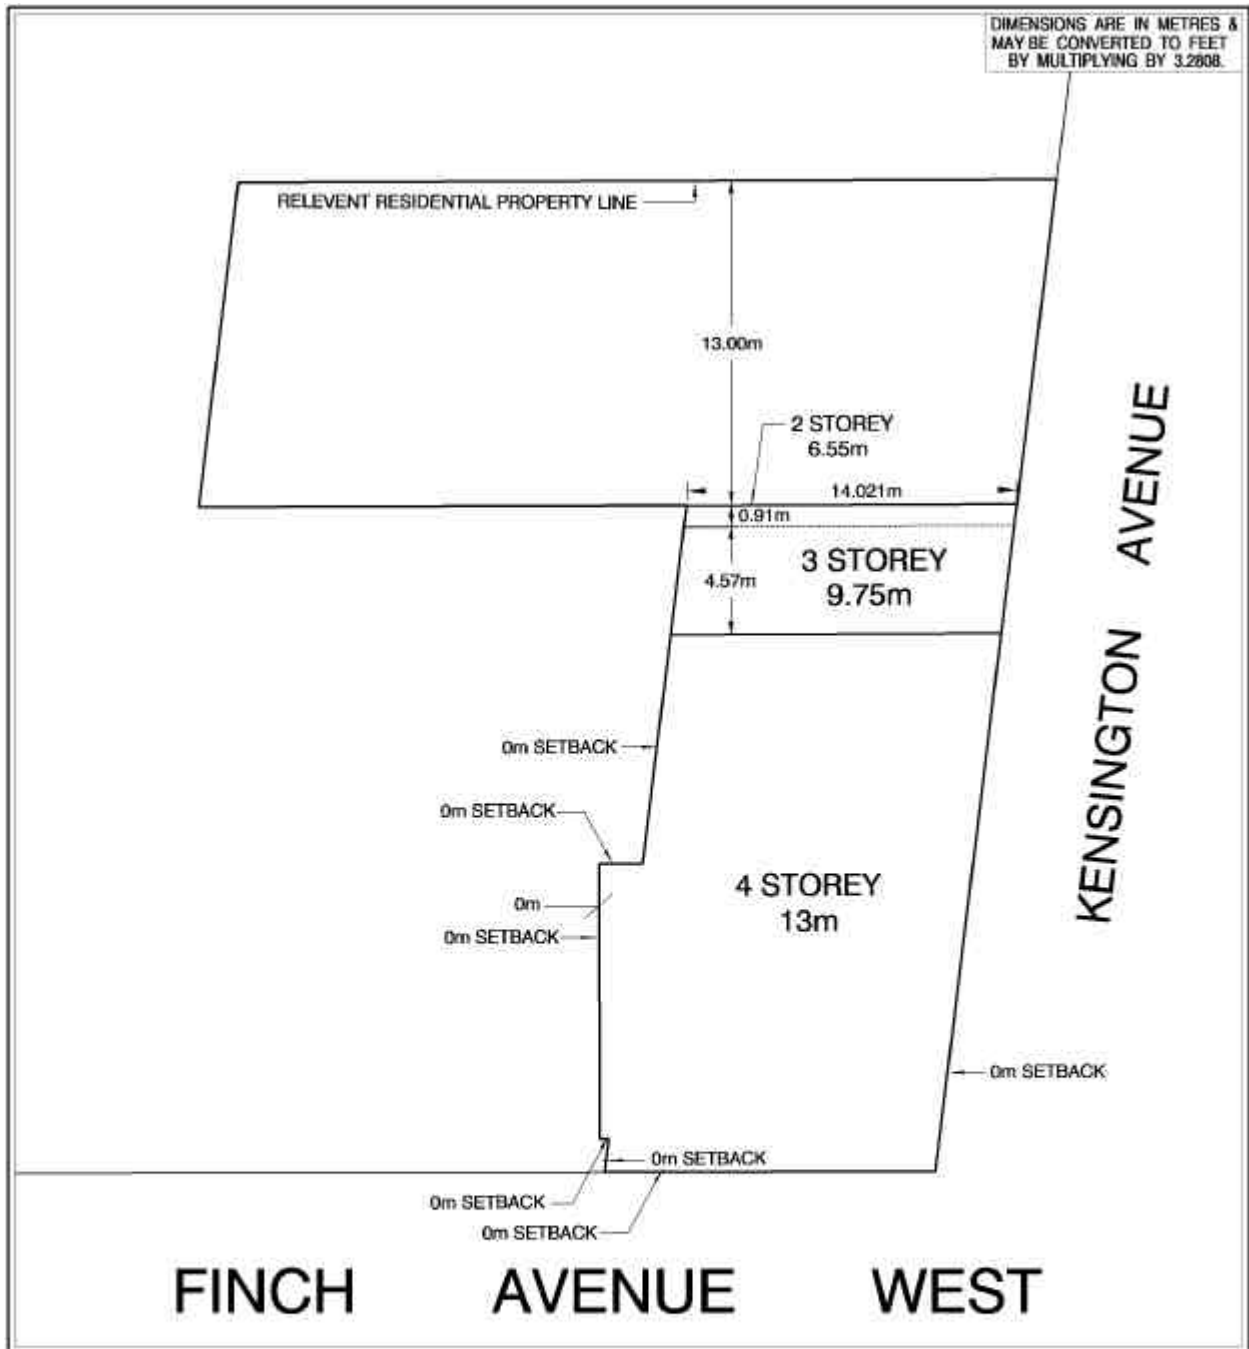 DIMENSIONS ARE IN METRES &
MAY BE CONVERTED TO FEET
BY MULTIPLYING BY 3.2808.
RELEVENT RESIDENTIAL PROPERTY LINE
13.00m
2 STOREY
6.55m
14.021m
0.91m
3 STOREY
9.75m
4.57m
KENSINGTON AVENUE
0m SETBACK
0m SETBACK
4 STOREY
13m
0m
0m SETBACK
0m SETBACK
0m SETBACK
0m SETBACK
0m SETBACK
FINCH AVENUE WEST